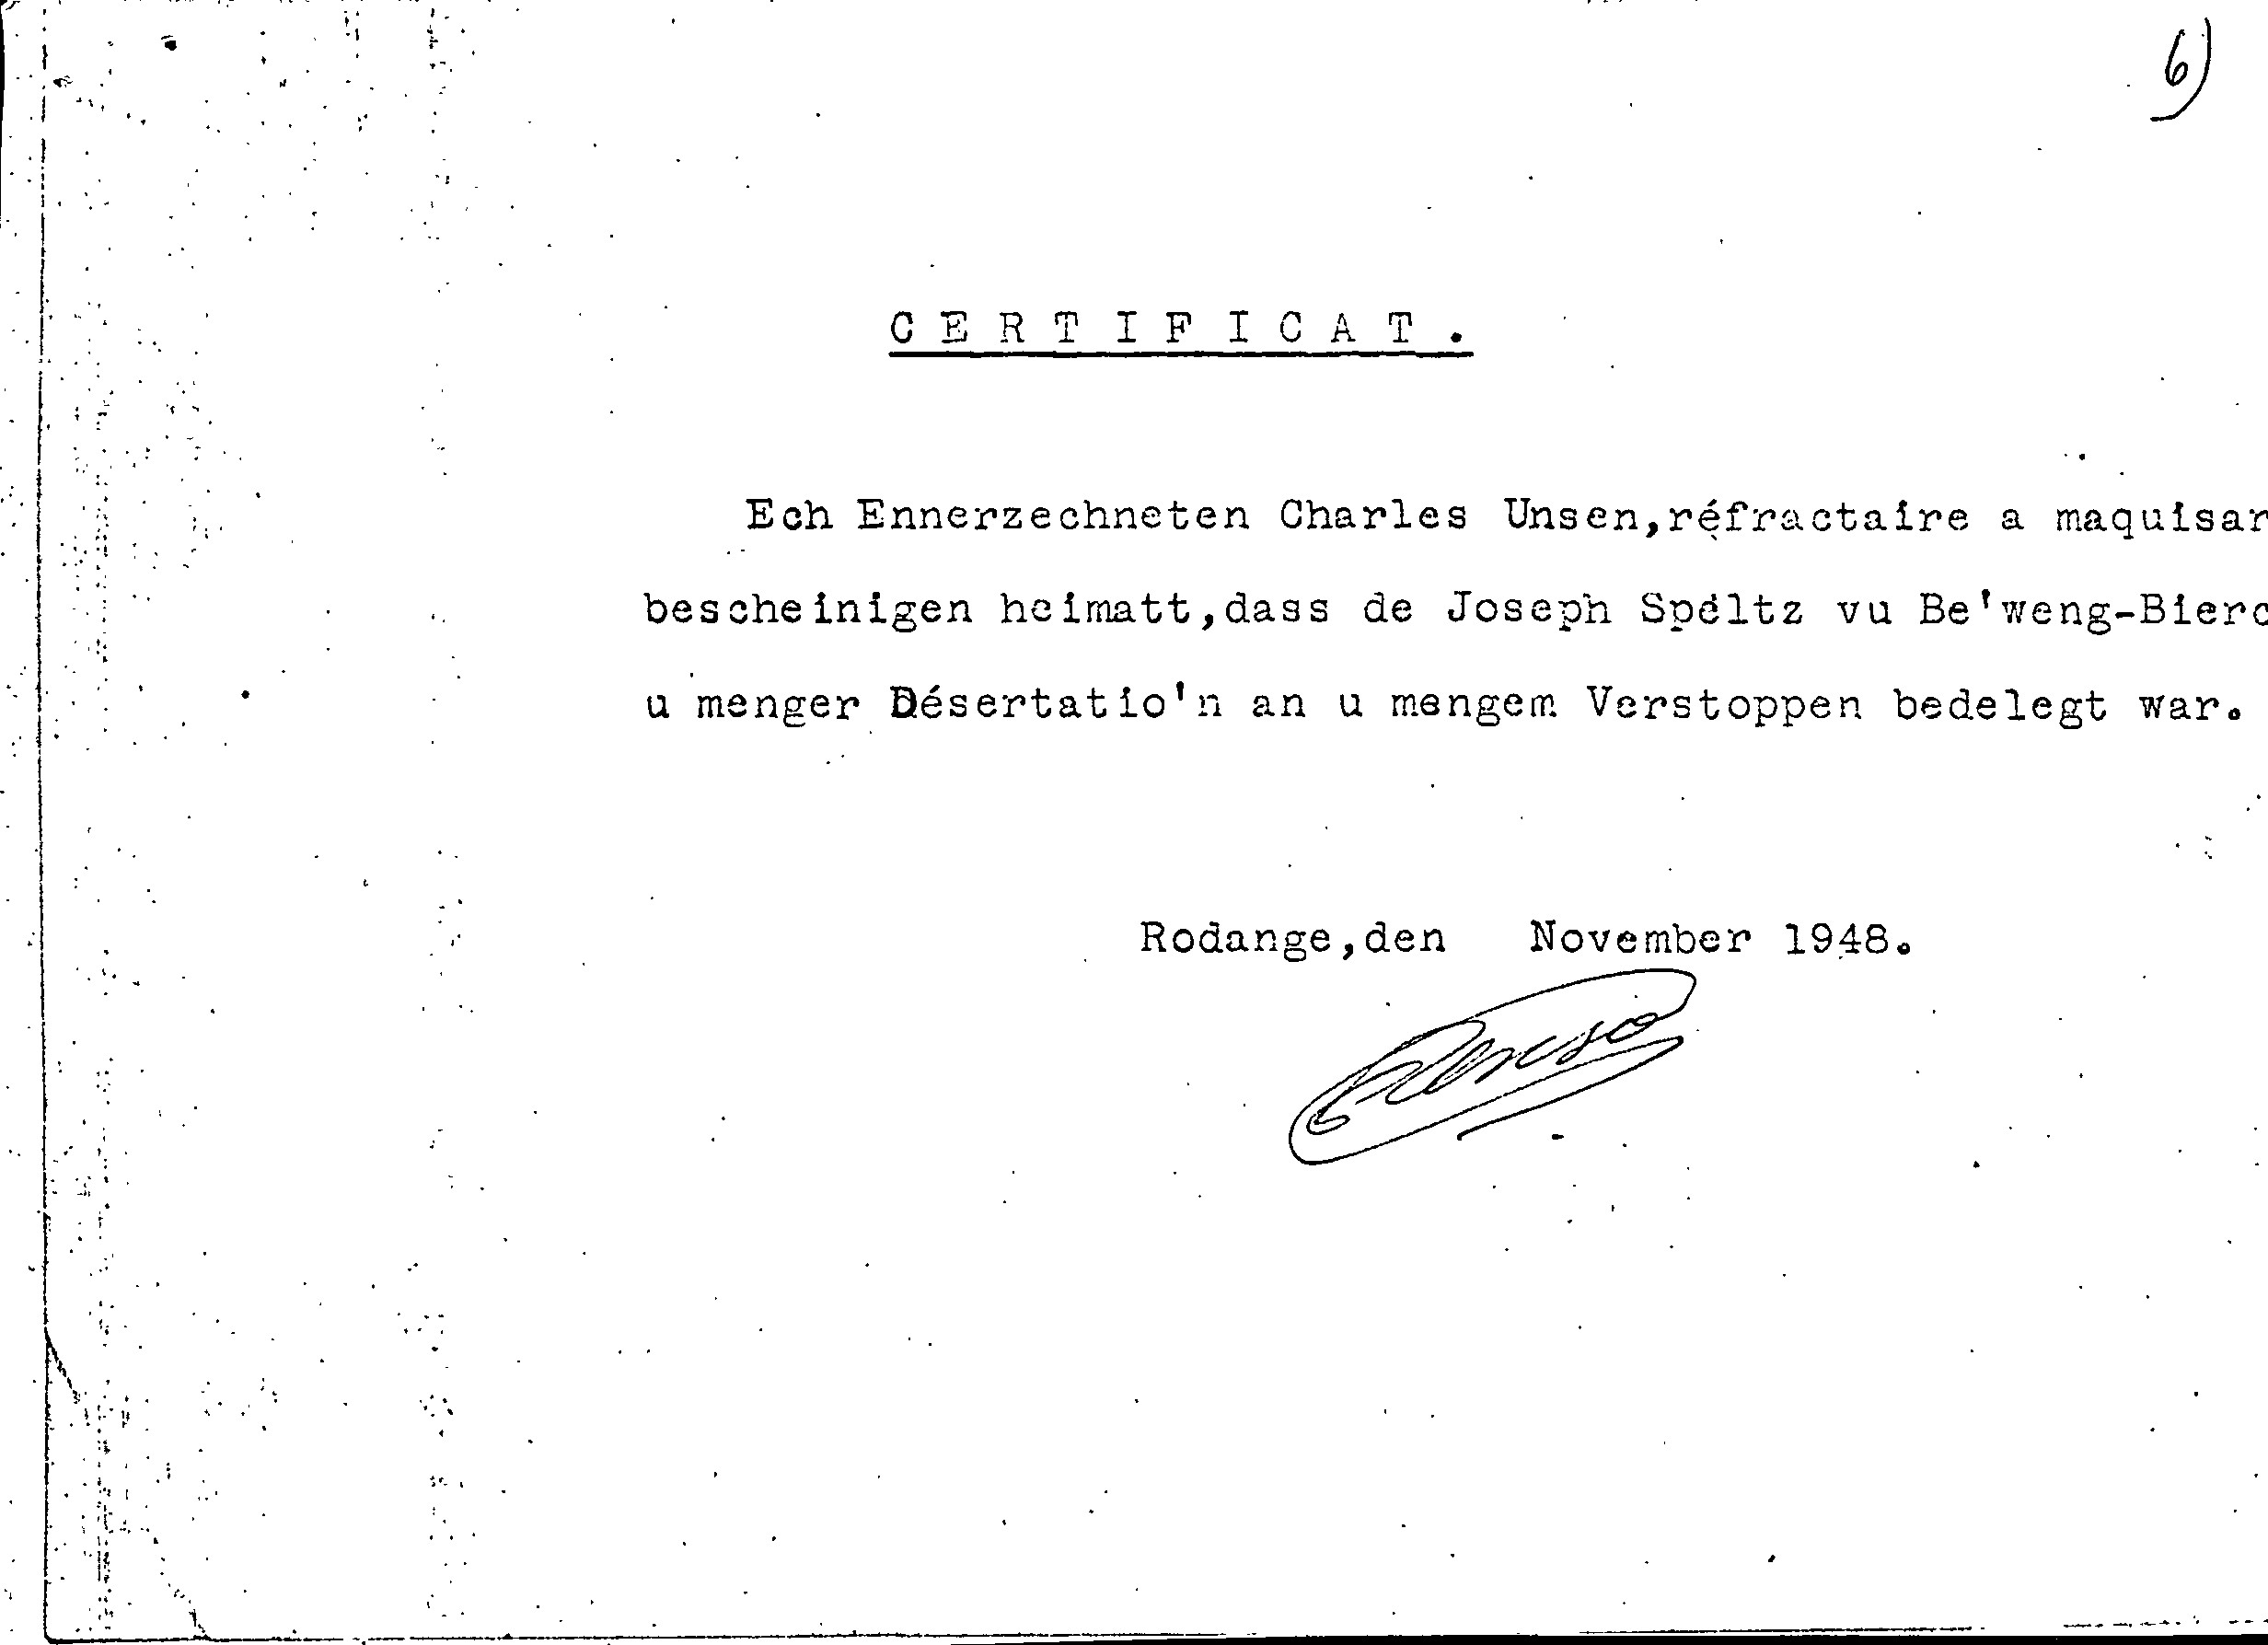 6)
C E R T I F I C A T .
Ech Ennerzechneten Charles Unsen,réfractaire a maquisar
bescheinigen heimatt,dass de Joseph Speltz vu Be'weng-Bierc
u menger Désertatio'n an u mengem Verstoppen bedelegt war.
Rodange,den November 1948.